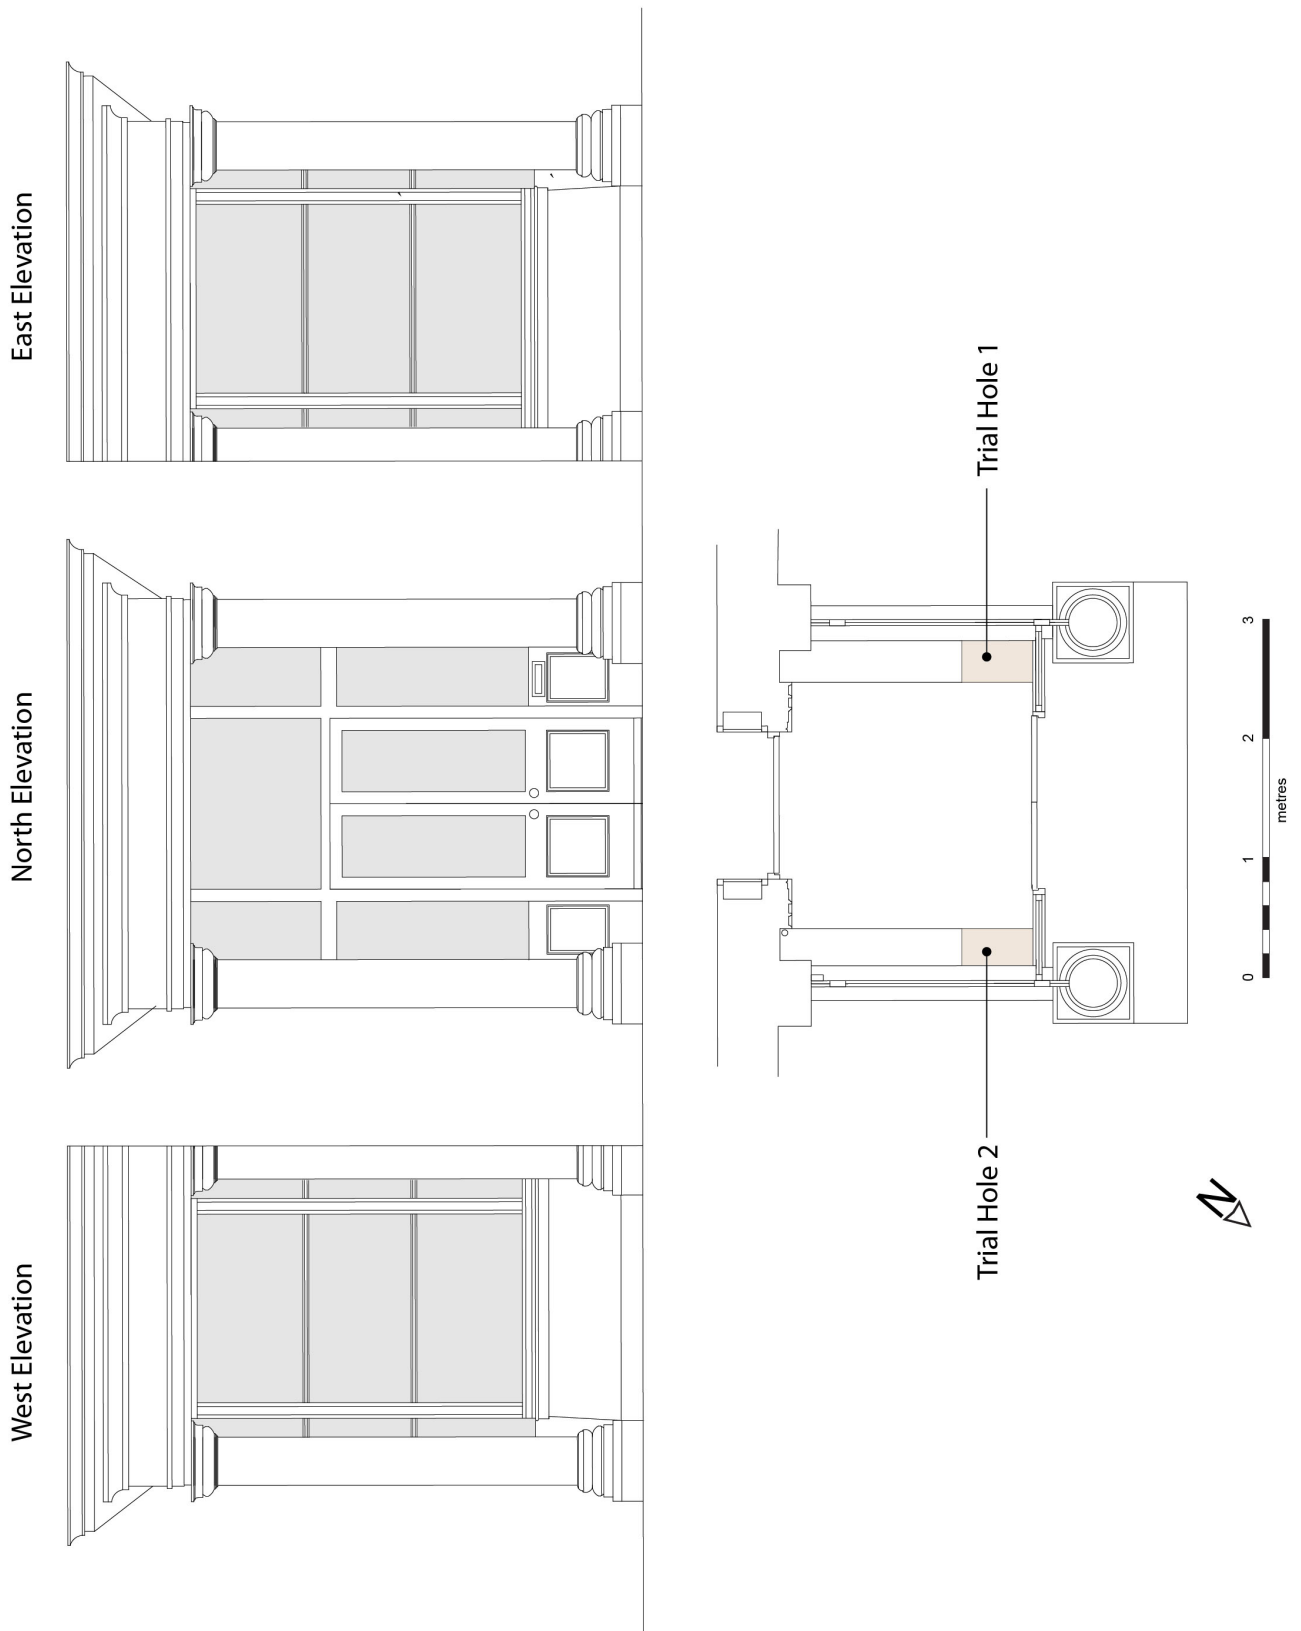 West Elevation
North Elevation
East Elevation
Trial Hole 2
Trial Hole 1
N
0 1 2 3
metres